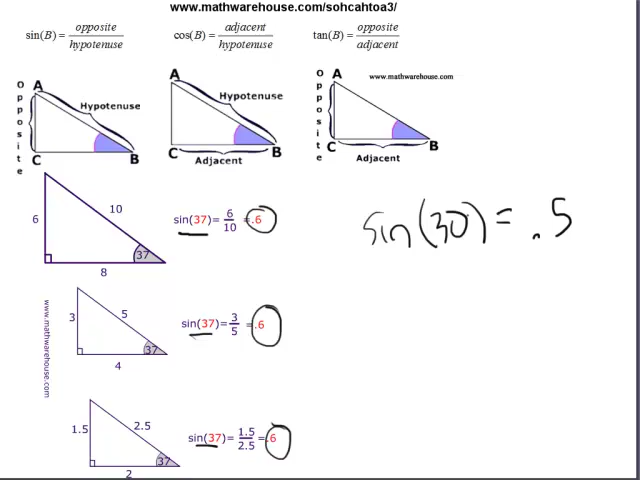 www.mathwarehouse.com/sohcahtoa3/
sin(B) = opposite/hypotenuse
cos(B) = adjacent/hypotenuse
tan(B) = opposite/adjacent
A
Opposite
Hypotenuse
C
B
A
Hypotenuse
C
B
Adjacent
A
Opposite
www.mathwarehouse.com
C
B
Adjacent
6
10
37
8
sin(37)= 6/10 = .6
sin(30) = .5
www.mathwarehouse.com
3
5
37
4
sin(37)= 3/5 = .6
1.5
2.5
37
2
sin(37)= 1.5/2.5 = .6